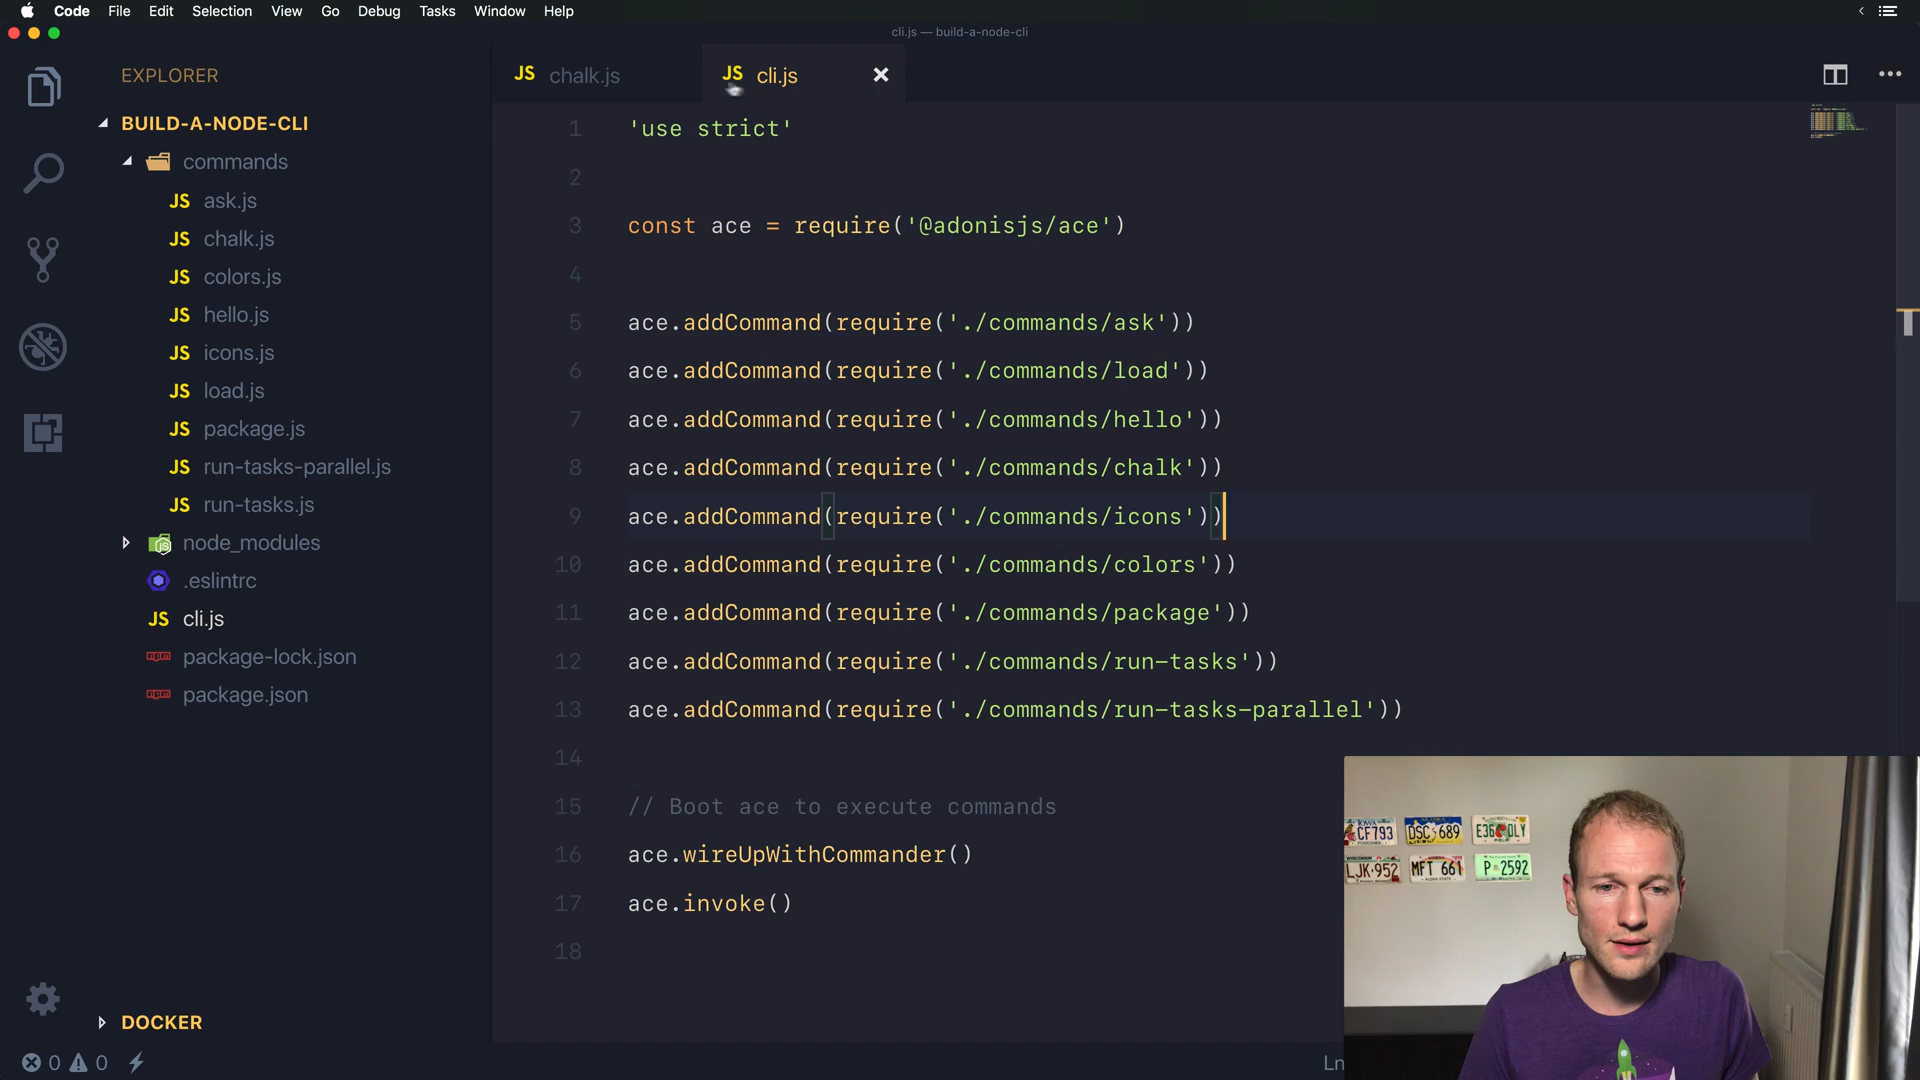 Code File Edit Selection View Go Debug Tasks Window Help
cli.js — build-a-node-cli
EXPLORER
BUILD-A-NODE-CLI
commands
JS ask.js
JS chalk.js
JS colors.js
JS hello.js
JS icons.js
JS load.js
JS package.js
JS run-tasks-parallel.js
JS run-tasks.js
node_modules
.eslintrc
JS cli.js
package-lock.json
package.json
DOCKER
0 0
JS chalk.js
JS cli.js
1 'use strict'
2
3 const ace = require('@adonisjs/ace')
4
5 ace.addCommand(require('./commands/ask'))
6 ace.addCommand(require('./commands/load'))
7 ace.addCommand(require('./commands/hello'))
8 ace.addCommand(require('./commands/chalk'))
9 ace.addCommand(require('./commands/icons'))
10 ace.addCommand(require('./commands/colors'))
11 ace.addCommand(require('./commands/package'))
12 ace.addCommand(require('./commands/run-tasks'))
13 ace.addCommand(require('./commands/run-tasks-parallel'))
14
15 // Boot ace to execute commands
16 ace.wireUpWithCommander()
17 ace.invoke()
18
Ln
IOWA
CF793
DSC 689
WISCONSIN
LJK·952
MFT 661
P 2592